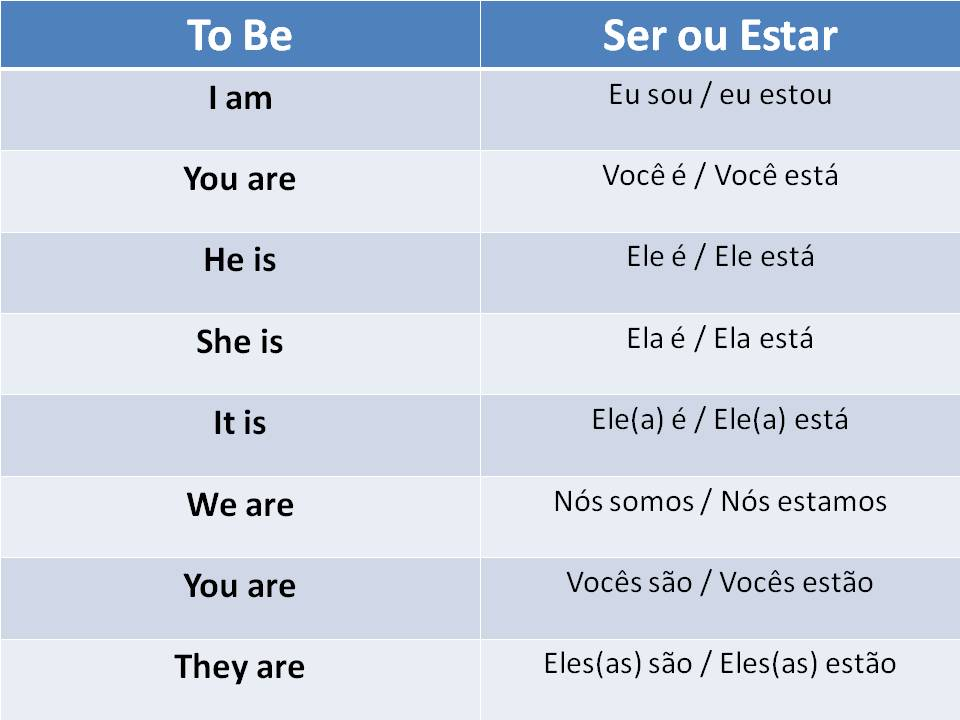 To Be Ser ou Estar
I am Eu sou / eu estou
You are Você é / Você está
He is Ele é / Ele está
She is Ela é / Ela está
It is Ele(a) é / Ele(a) está
We are Nós somos / Nós estamos
You are Vocês são / Vocês estão
They are Eles(as) são / Eles(as) estão